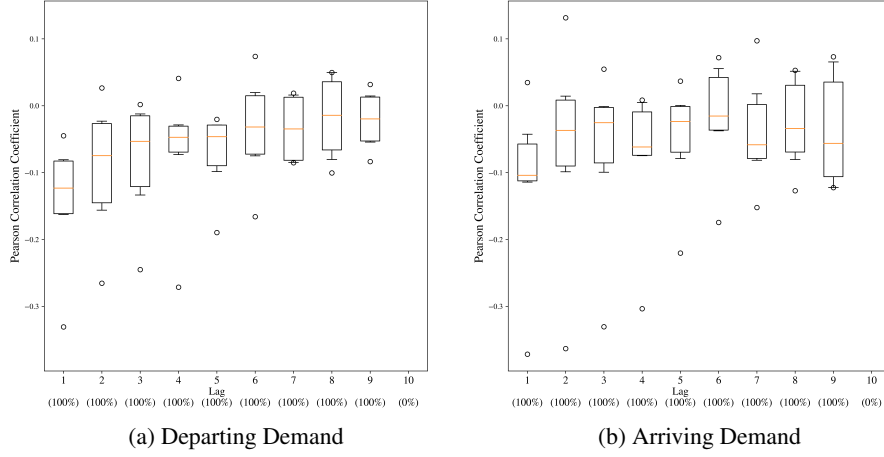 0.1
0.0
−0.1
−0.2
−0.3
Pearson Correlation Coefficient
1 2 3 4 5 6 7 8 9 10
Lag
(100%) (100%) (100%) (100%) (100%) (100%) (100%) (100%) (100%) (0%)
(a) Departing Demand
0.1
0.0
−0.1
−0.2
−0.3
Pearson Correlation Coefficient
1 2 3 4 5 6 7 8 9 10
Lag
(100%) (100%) (100%) (100%) (100%) (100%) (100%) (100%) (100%) (0%)
(b) Arriving Demand